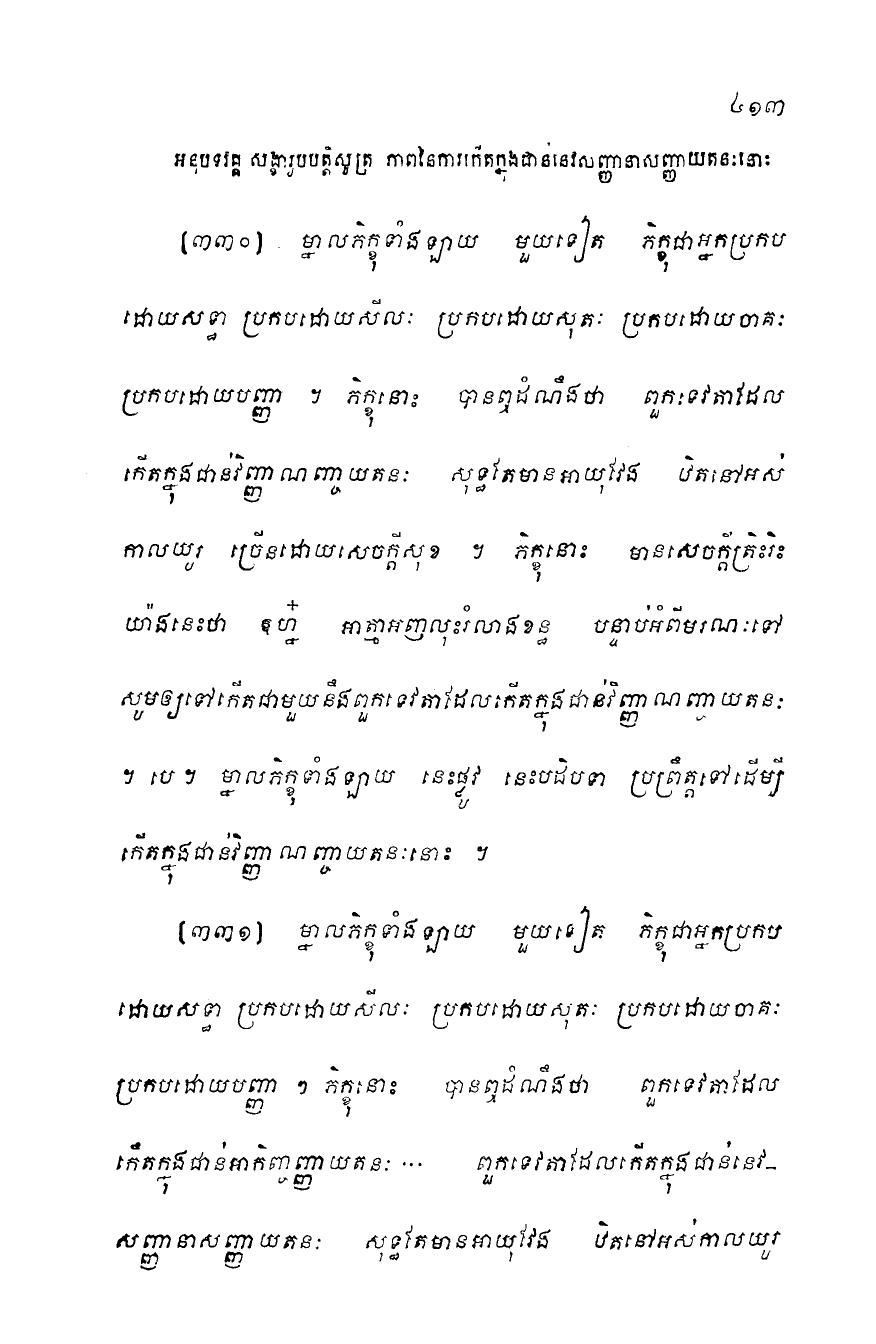 ៤១៣
អនុបទវគ្គ សង្ខារូបបត្តិសូត្រ ភាពនៃការកើតក្នុងជាន់នេវសញ្ញានាសញ្ញាយតនៈនោះ
[៣៣០] ម្នាលភិក្ខុទាំងឡាយ មួយទៀត ភិក្ខុជាអ្នកប្រកប
ដោយសទ្ធា ប្រកបដោយសីលៈ ប្រកបដោយសុតៈ ប្រកបដោយចាគៈ
ប្រកបដោយបញ្ញា ។ ភិក្ខុនោះ បានឮដំណឹងថា ពួកទេវតាដែល
កើតក្នុងជាន់វិញ្ញាណញ្ចាយតនៈ សុទ្ធតែមានអាយុវែង ឋិតនៅអស់
កាលយូរ ច្រើនដោយសេចក្តីសុខ ។ ភិក្ខុនោះ មានសេចក្តីត្រិះរិះ
យ៉ាងនេះថា ឱហ្ន៎ អាត្មាអញលុះរំលាងខន្ធ បន្ទាប់អំពីមរណៈទៅ
សូមឲ្យទៅកើតជាមួយនឹងពួកទេវតាដែលកើតក្នុងជាន់វិញ្ញាណញ្ចាយតនៈ
។ បេ ។ ម្នាលភិក្ខុទាំងឡាយ នេះផ្លូវ នេះបដិបទា ប្រព្រឹត្តទៅដើម្បី
កើតក្នុងជាន់វិញ្ញាណញ្ចាយតនៈនោះ ។
[៣៣១] ម្នាលភិក្ខុទាំងឡាយ មួយទៀត ភិក្ខុជាអ្នកប្រកប
ដោយសទ្ធា ប្រកបដោយសីលៈ ប្រកបដោយសុតៈ ប្រកបដោយចាគៈ
ប្រកបដោយបញ្ញា ។ ភិក្ខុនោះ បានឮដំណឹងថា ពួកទេវតាដែល
កើតក្នុងជាន់អាកិញ្ចញ្ញាយតនៈ ... ពួកទេវតាដែលកើតក្នុងជាន់នេវ-
សញ្ញានាសញ្ញាយតនៈ សុទ្ធតែមានអាយុវែង ឋិតនៅអស់កាលយូរ